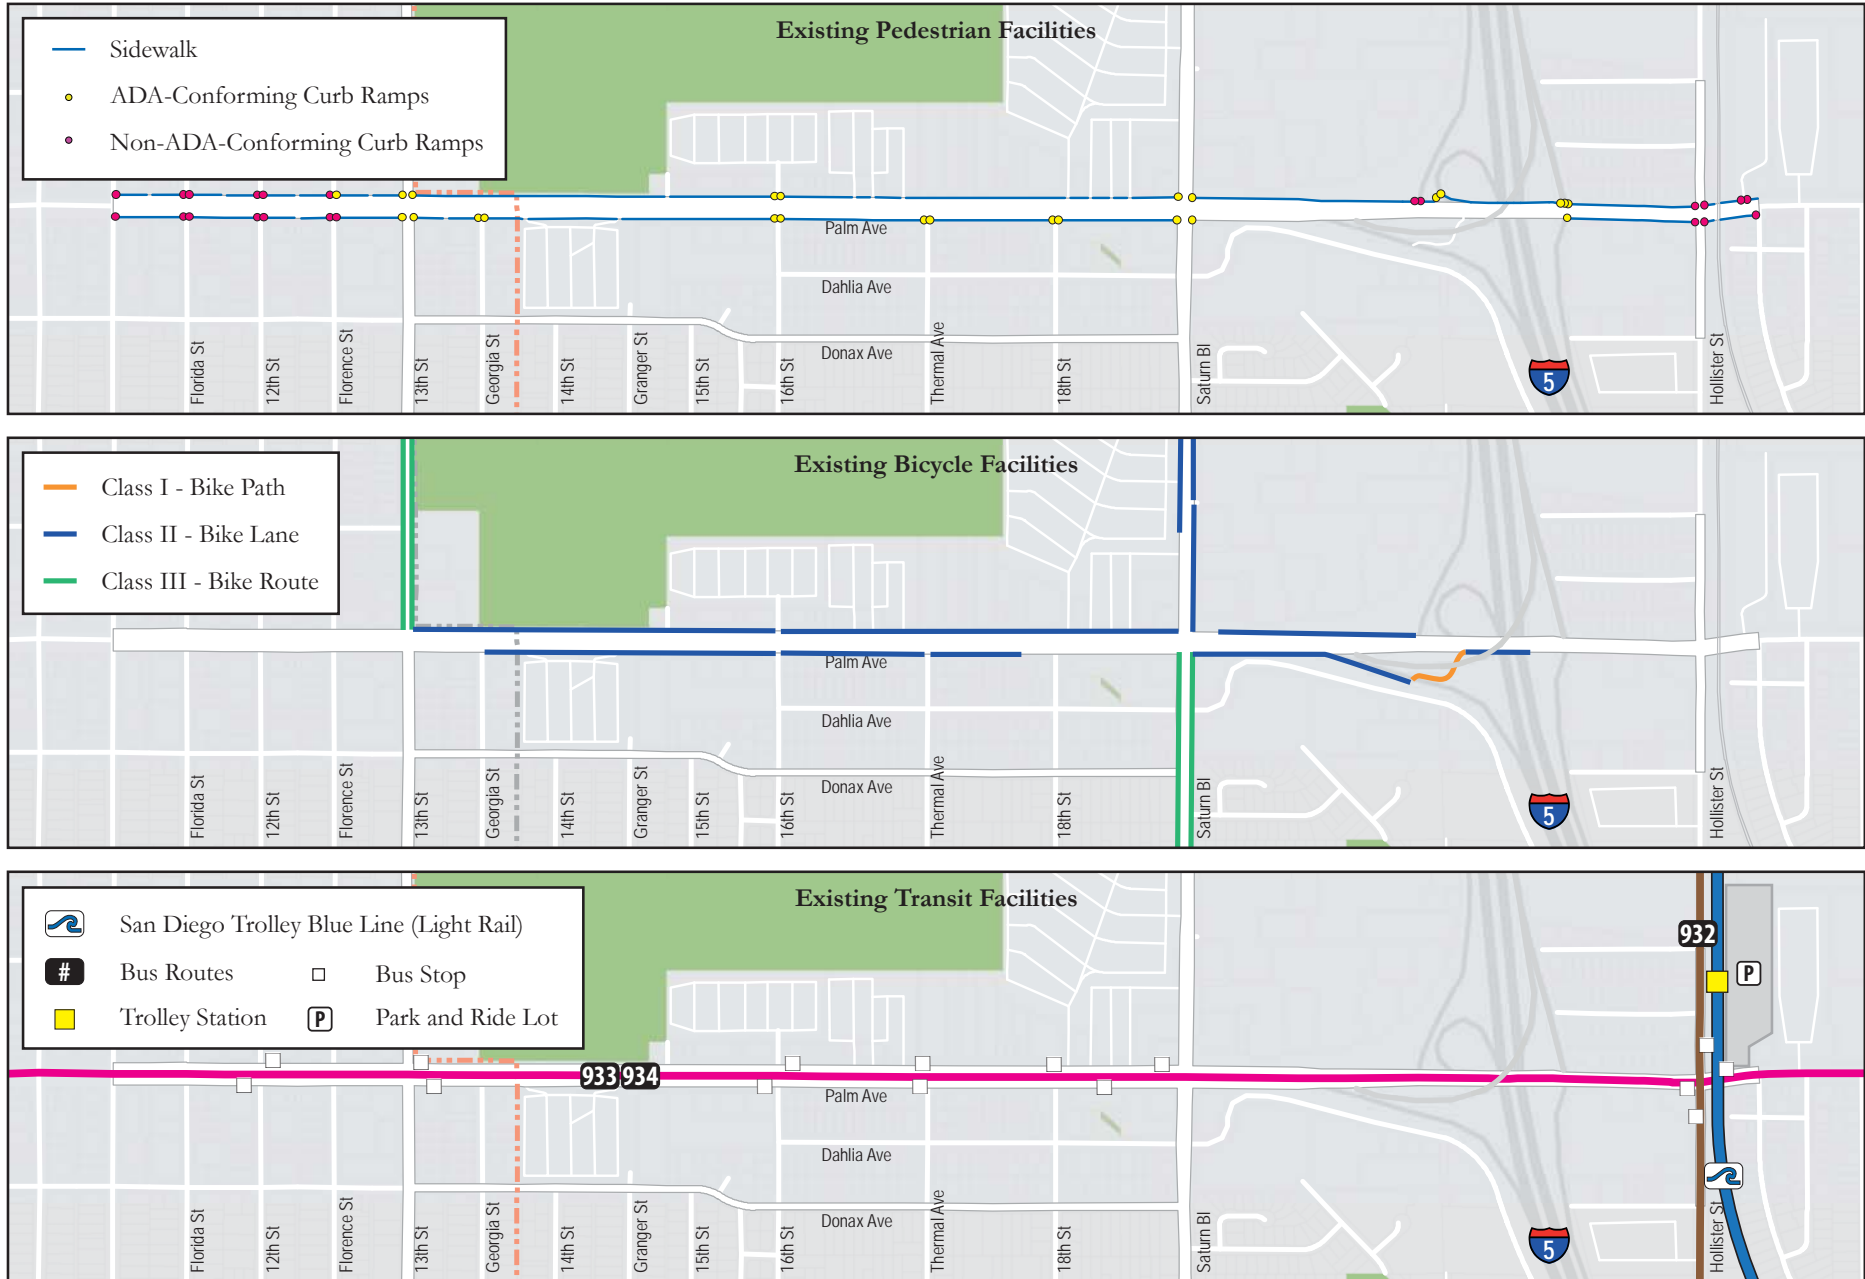 Existing Pedestrian Facilities
Sidewalk
ADA-Conforming Curb Ramps
Non-ADA-Conforming Curb Ramps
Palm Ave
Dahlia Ave
Donax Ave
Florida St
12th St
Florence St
13th St
Georgia St
14th St
Granger St
15th St
16th St
Thermal Ave
18th St
Saturn Bl
5
Hollister St
Existing Bicycle Facilities
Class I - Bike Path
Class II - Bike Lane
Class III - Bike Route
Palm Ave
Dahlia Ave
Donax Ave
Florida St
12th St
Florence St
13th St
Georgia St
14th St
Granger St
15th St
16th St
Thermal Ave
18th St
Saturn Bl
5
Hollister St
Existing Transit Facilities
San Diego Trolley Blue Line (Light Rail)
# Bus Routes
Bus Stop
Trolley Station
P Park and Ride Lot
932
P
933 934
Palm Ave
Dahlia Ave
Donax Ave
Florida St
12th St
Florence St
13th St
Georgia St
14th St
Granger St
15th St
16th St
Thermal Ave
18th St
Saturn Bl
5
Hollister St